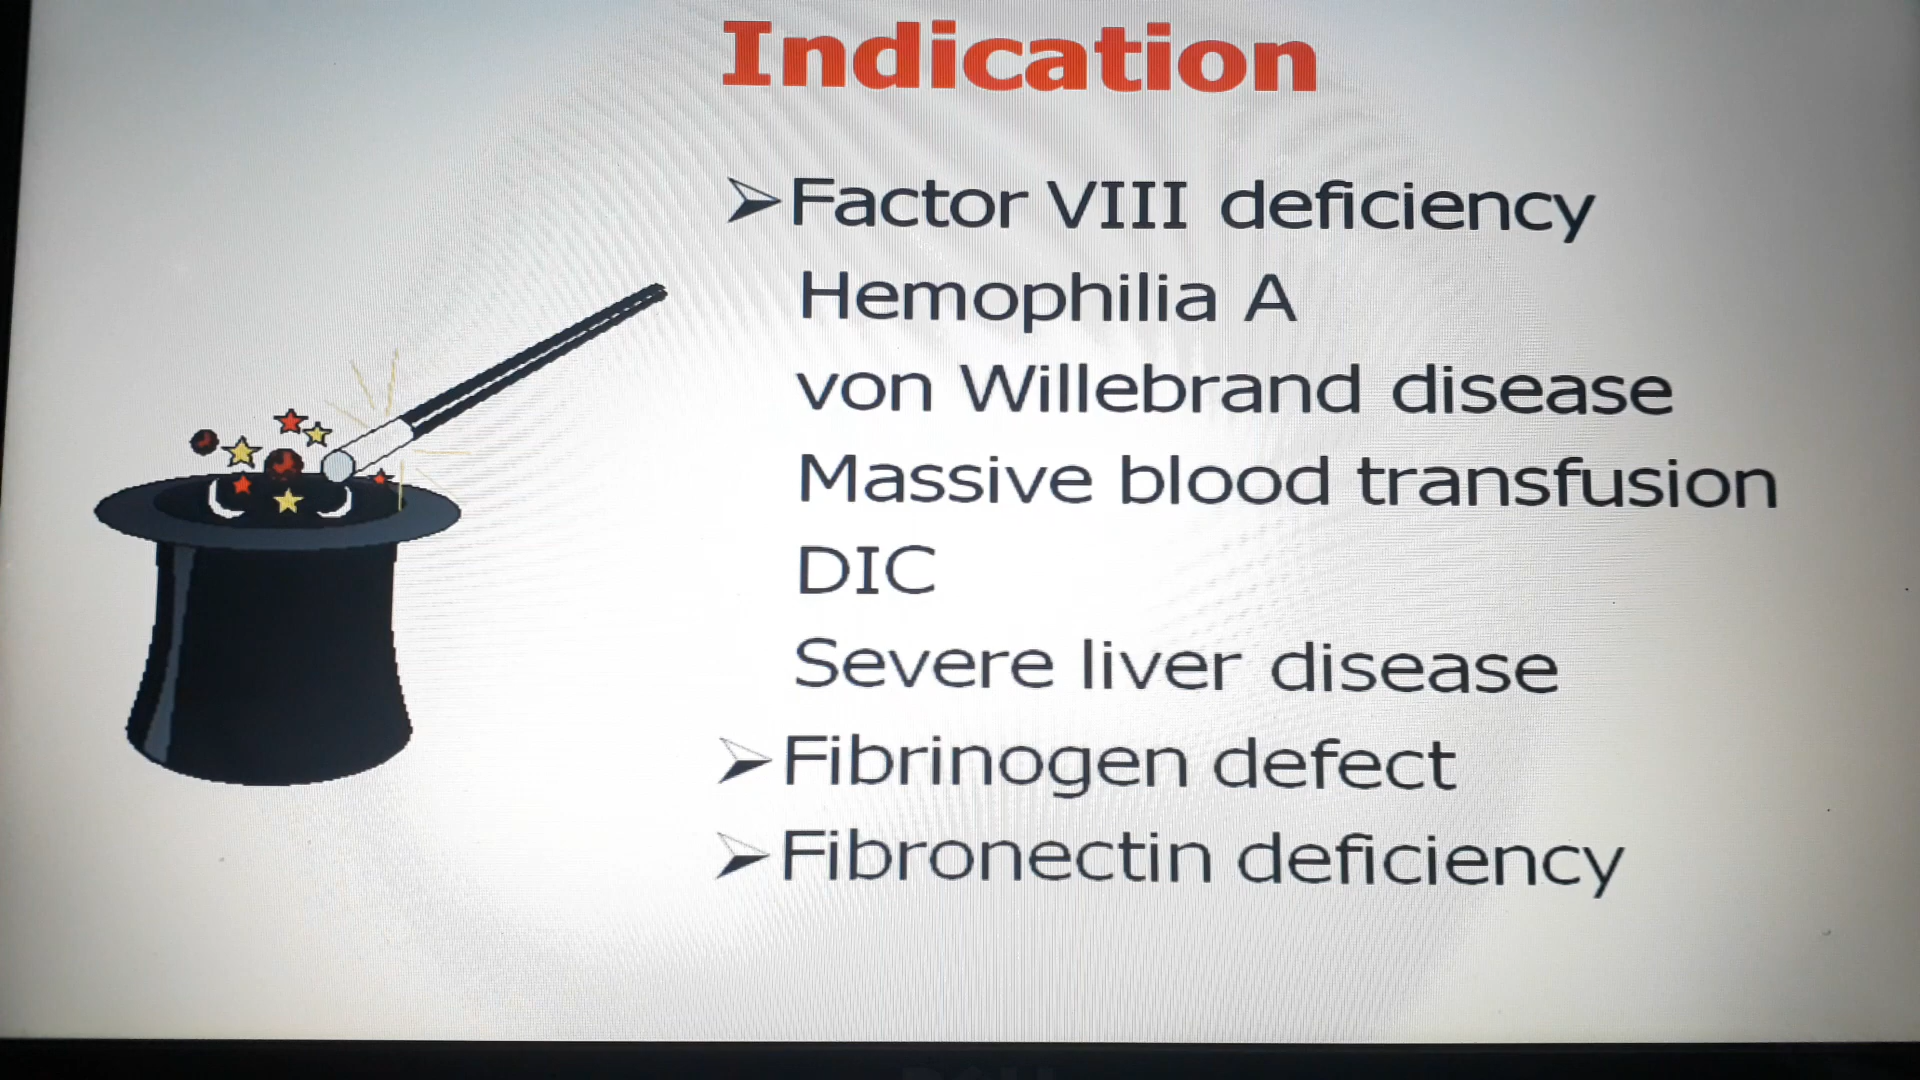 Indication
➢Factor VIII deficiency
Hemophilia A
von Willebrand disease
Massive blood transfusion
DIC
Severe liver disease
➢Fibrinogen defect
➢Fibronectin deficiency